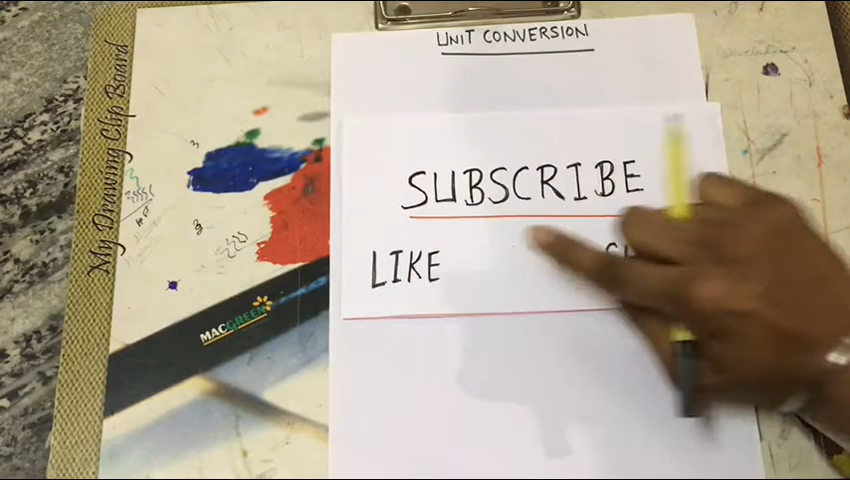 UNIT CONVERSION
My Drawing Clip Board
SUBSCRIBE
LIKE
MACGREEN